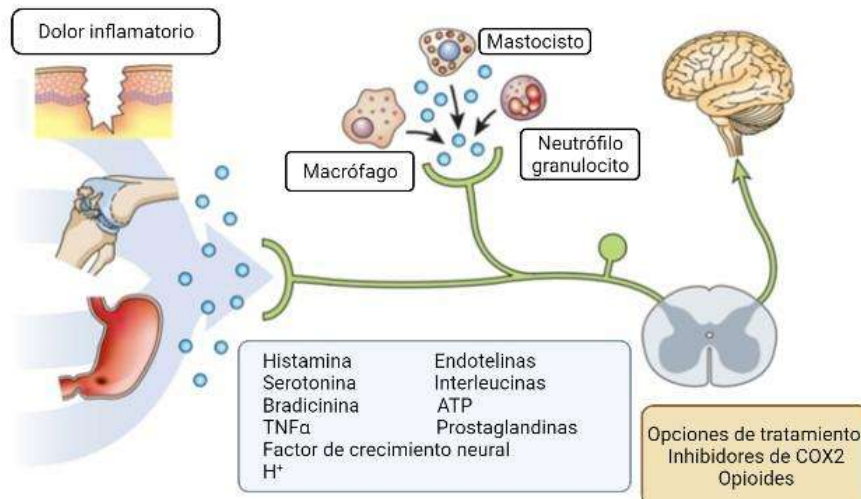 Dolor inflamatorio
Mastocisto
Macrófago
Neutrófilo
granulocito
Histamina Endotelinas
Serotonina Interleucinas
Bradicinina ATP
TNFα Prostaglandinas
Factor de crecimiento neural
H⁺
Opciones de tratamiento
Inhibidores de COX2
Opioides